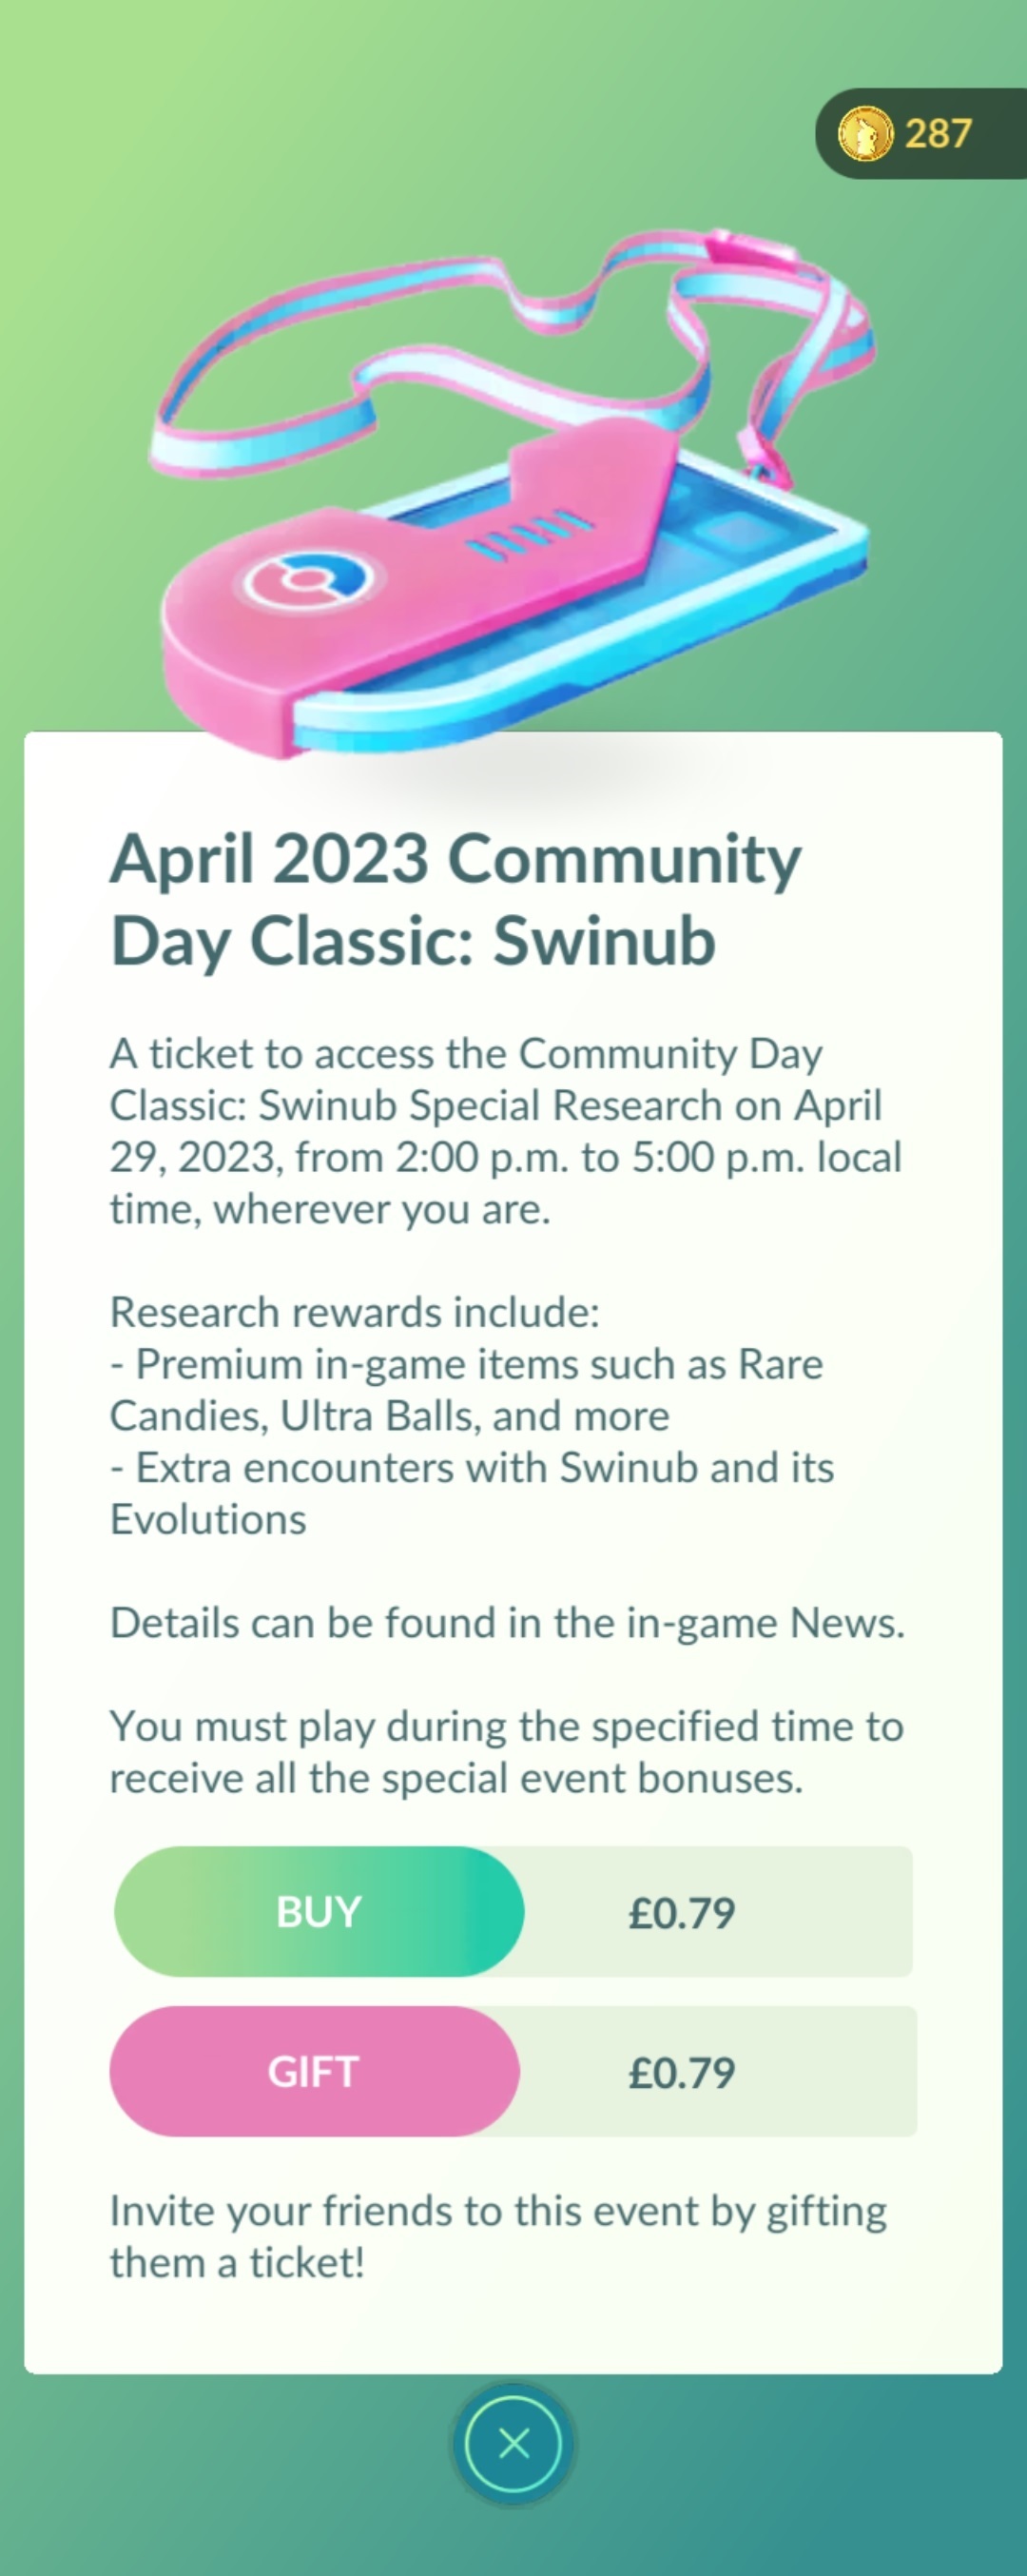 287
April 2023 Community
Day Classic: Swinub
A ticket to access the Community Day
Classic: Swinub Special Research on April
29, 2023, from 2:00 p.m. to 5:00 p.m. local
time, wherever you are.
Research rewards include:
- Premium in-game items such as Rare
Candies, Ultra Balls, and more
- Extra encounters with Swinub and its
Evolutions
Details can be found in the in-game News.
You must play during the specified time to
receive all the special event bonuses.
BUY £0.79
GIFT £0.79
Invite your friends to this event by gifting
them a ticket!